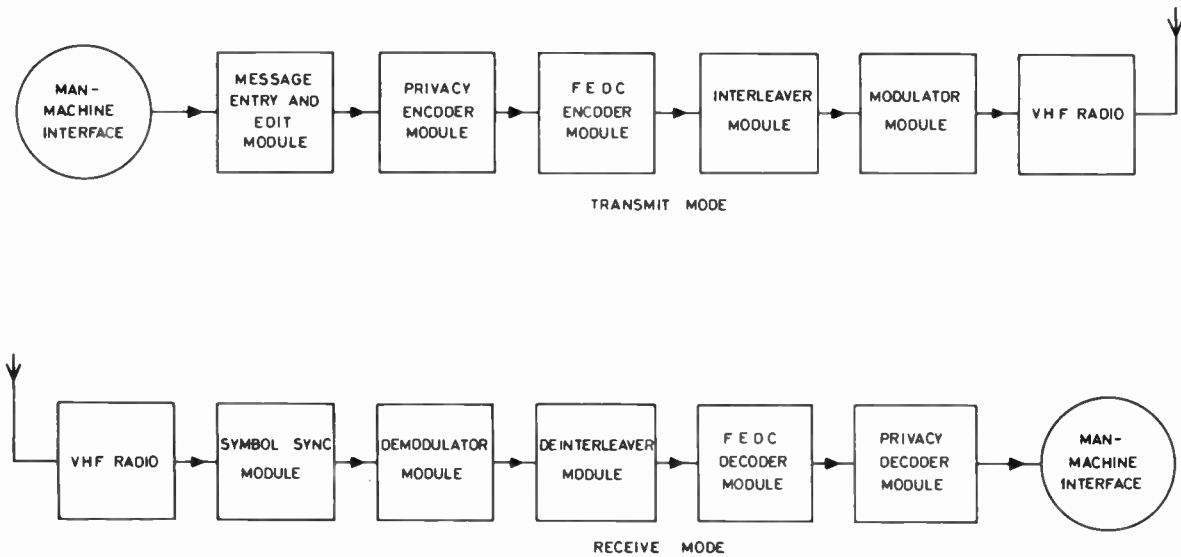 MAN-
MACHINE
INTERFACE
MESSAGE
ENTRY AND
EDIT
MODULE
PRIVACY
ENCODER
MODULE
FEDC
ENCODER
MODULE
INTERLEAVER
MODULE
MODULATOR
MODULE
VHF RADIO
TRANSMIT MODE
VHF RADIO
SYMBOL SYNC
MODULE
DEMODULATOR
MODULE
DEINTERLEAVER
MODULE
FEDC
DECODER
MODULE
PRIVACY
DECODER
MODULE
MAN-
MACHINE
INTERFACE
RECEIVE MODE